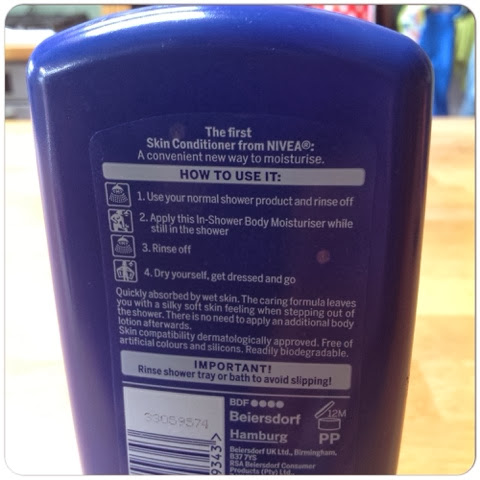 The first
Skin Conditioner from NIVEA®:
A convenient new way to moisturise.
HOW TO USE IT:
1. Use your normal shower product and rinse off
2. Apply this In-Shower Body Moisturiser while
still in the shower
3. Rinse off
4. Dry yourself, get dressed and go
Quickly absorbed by wet skin. The caring formula leaves
you with a silky soft skin feeling when stepping out of
the shower. There is no need to apply an additional body
lotion afterwards.
Skin compatibility dermatologically approved. Free of
artificial colours and silicons. Readily biodegradable.
IMPORTANT!
Rinse shower tray or bath to avoid slipping!
33059574
9343>
BDF
Beiersdorf
Hamburg
12M
PP
Beiersdorf UK Ltd., Birmingham.
B37 7YS
RSA Beiersdorf Consumer
Products (Pty) Ltd.,